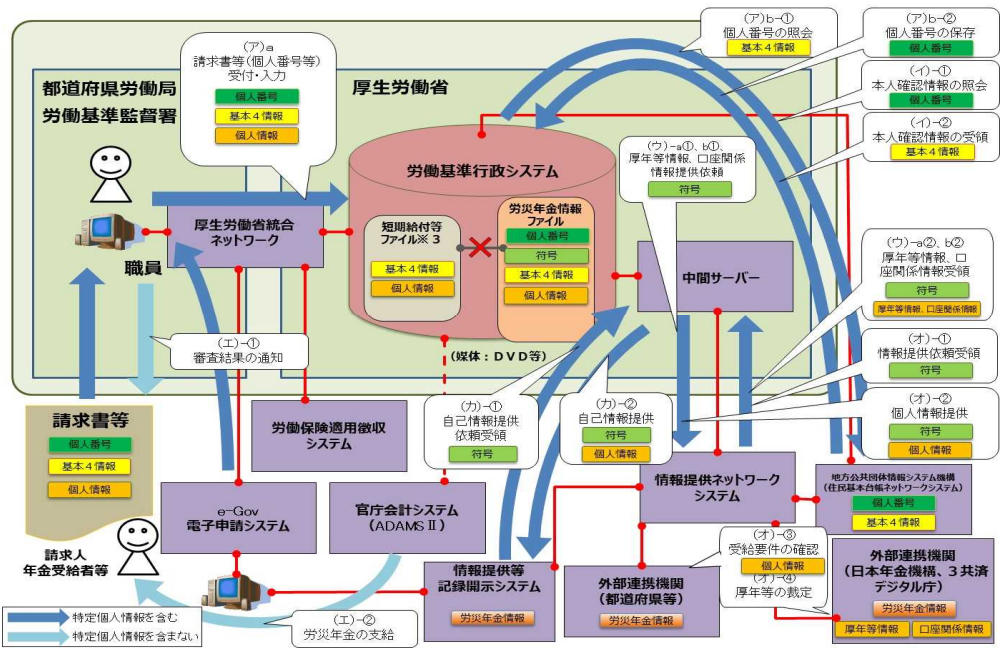 (ア)b-①
個人番号の照会
基本４情報
(ア)b-②
個人番号の保存
個人番号
(ア)a
請求書等(個人番号等)
受付・入力
個人番号
基本４情報
個人情報
(イ)-①
本人確認情報の照会
個人番号
(イ)-②
本人確認情報の受領
基本４情報
都道府県労働局
労働基準監督署
厚生労働省
労働基準行政システム
(ウ)-a①、b①、
厚年等情報、口座関係
情報提供依頼
符号
職員
厚生労働省統合
ネットワーク
短期給付等
ファイル※３
基本４情報
個人情報
労災年金情報
ファイル
個人番号
符号
基本４情報
個人情報
中間サーバー
(ウ)-a②、b②
厚年等情報、口
座関係情報受領
符号
厚年等情報、口座関係情報
(エ)-①
審査結果の通知
(媒体：ＤＶＤ等)
(オ)-①
情報提供依頼受領
符号
(オ)-②
個人情報提供
符号
個人情報
(カ)-①
自己情報提供
依頼受領
符号
(カ)-②
自己情報提供
符号
個人情報
請求書等
個人番号
基本４情報
個人情報
労働保険適用徴収
システム
e-Gov
電子申請システム
官庁会計システム
(ADAMSⅡ)
情報提供ネットワーク
システム
地方公共団体情報システム機構
(住民基本台帳ネットワークシステム)
個人番号
基本４情報
請求人
年金受給者等
情報提供等
記録開示システム
労災年金情報
外部連携機関
(都道府県等)
労災年金情報
(オ)-③
受給要件の確認
個人情報
(オ)-④
厚年等の裁定
外部連携機関
(日本年金機構、３共済
デジタル庁)
労災年金情報
厚年等情報
口座関係情報
特定個人情報を含む
特定個人情報を含まない
(エ)-②
労災年金の支給